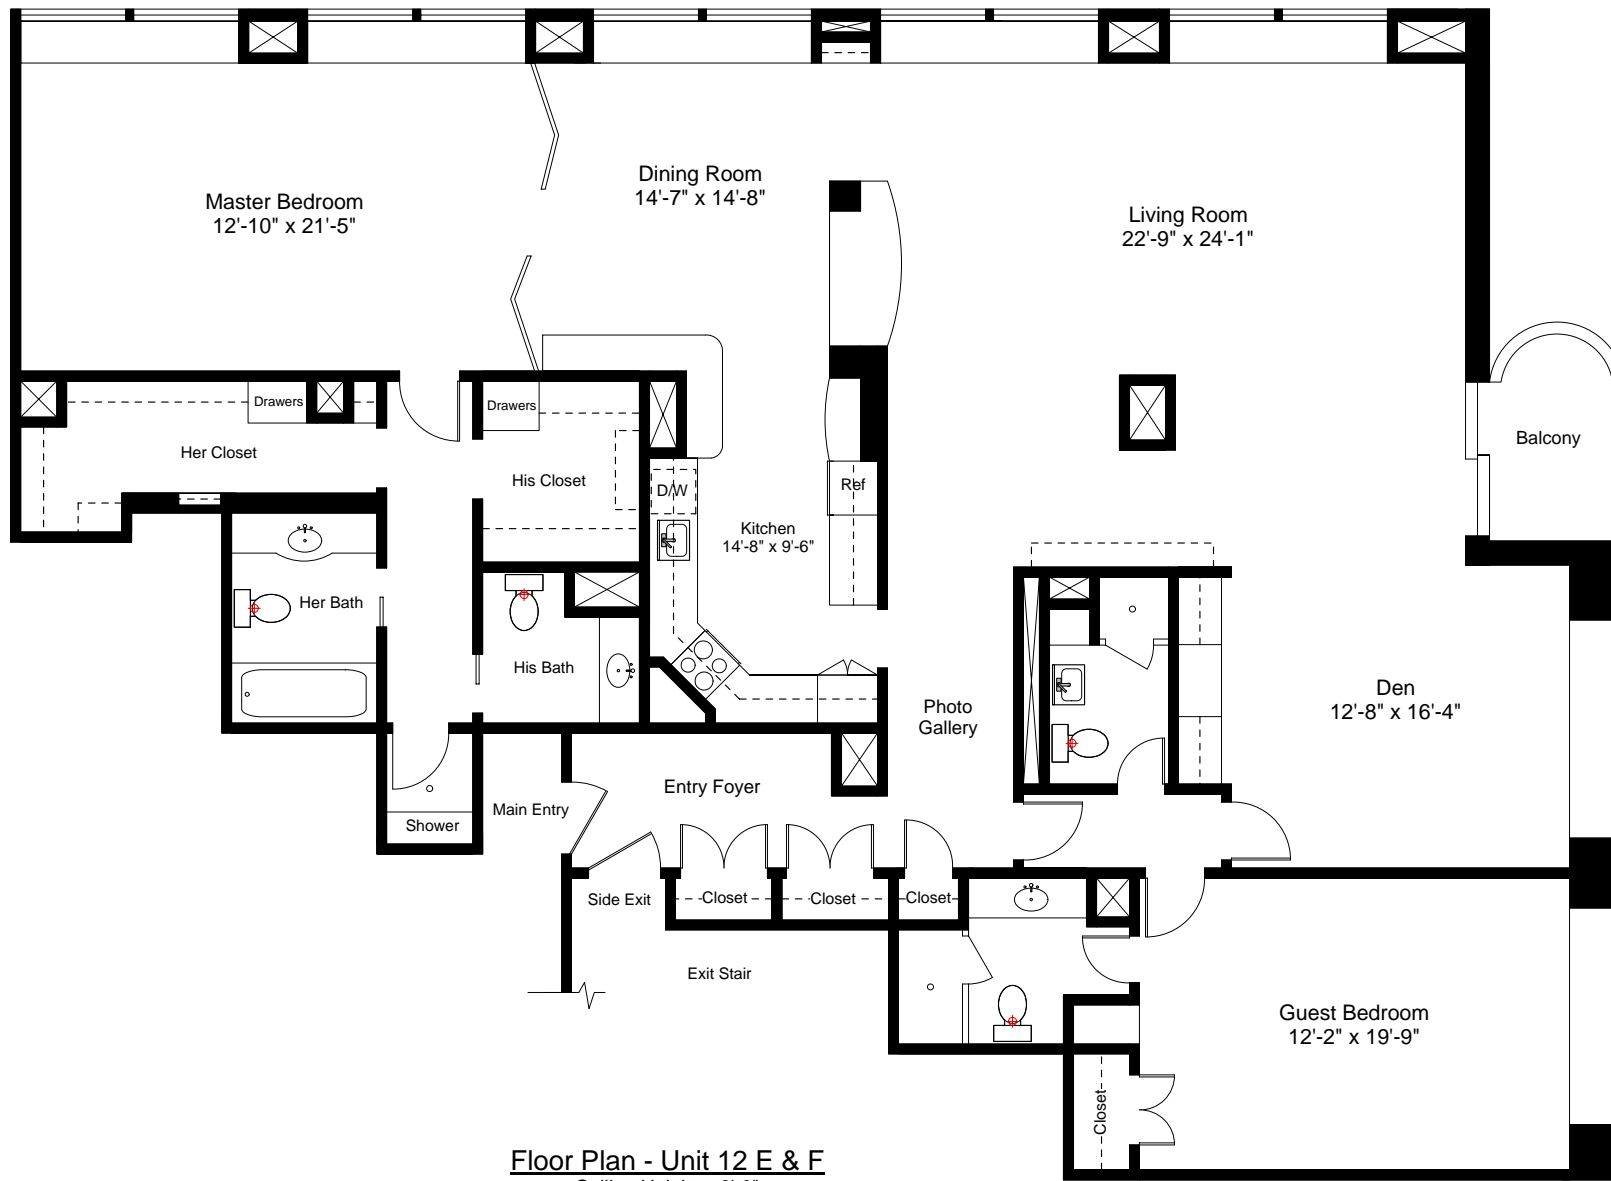 Master Bedroom
12'-10" x 21'-5"
Dining Room
14'-7" x 14'-8"
Living Room
22'-9" x 24'-1"
Drawers
Her Closet
Drawers
His Closet
D/W
Ref
Kitchen
14'-8" x 9'-6"
Balcony
Her Bath
His Bath
Photo
Gallery
Den
12'-8" x 16'-4"
Shower
Main Entry
Entry Foyer
Side Exit
Closet
Closet
Closet
Exit Stair
Guest Bedroom
12'-2" x 19'-9"
Closet
Floor Plan - Unit 12 E & F